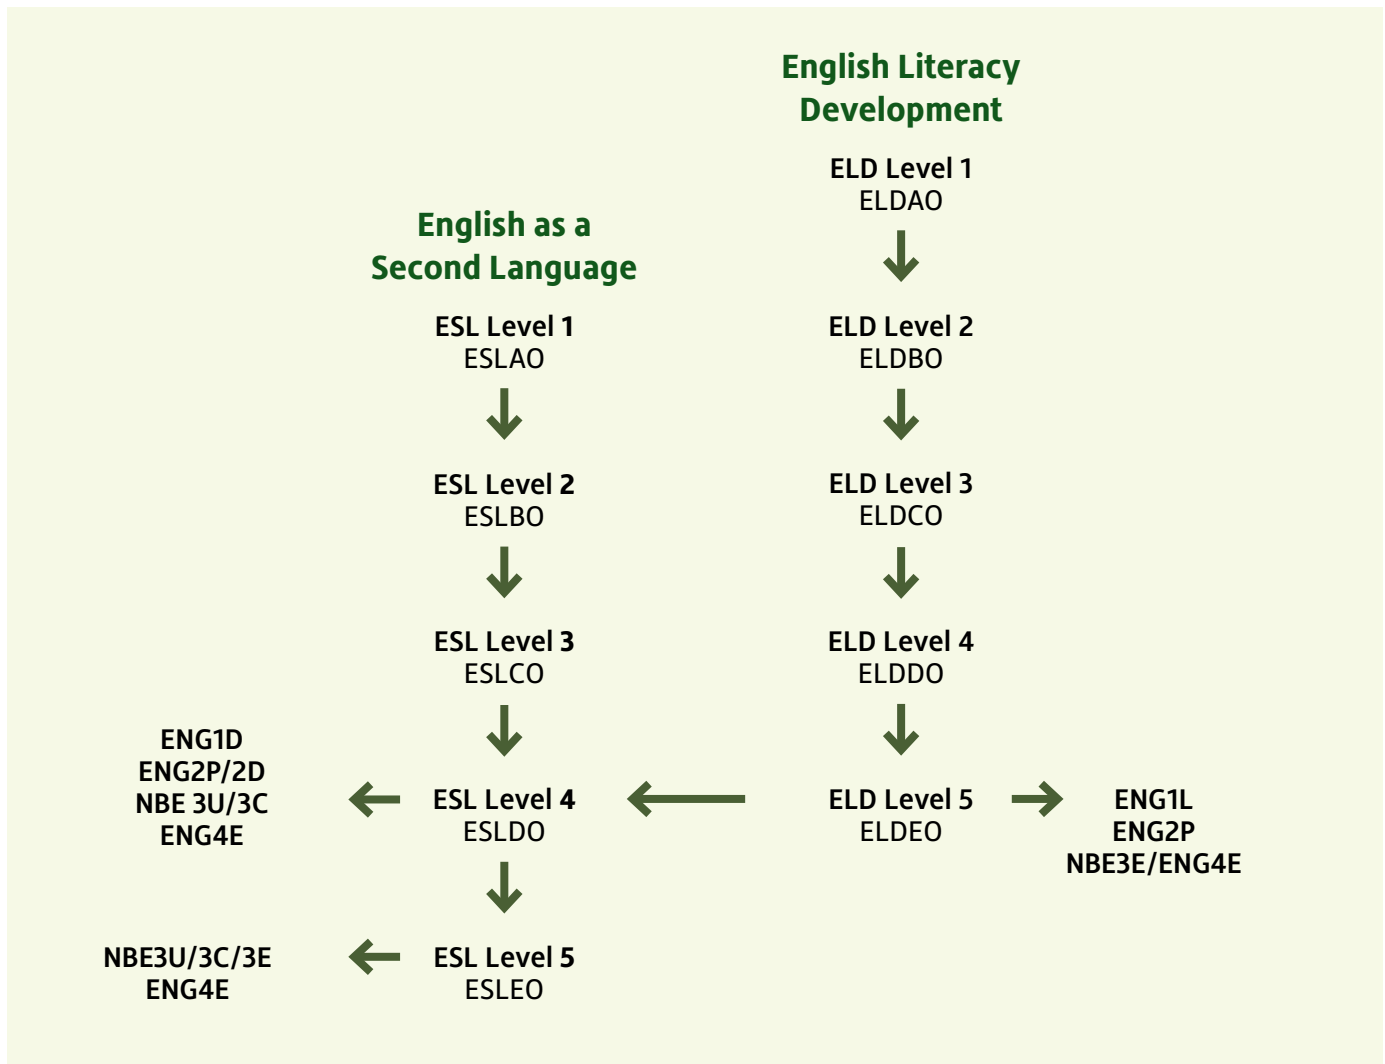 English Literacy
Development
ELD Level 1
ELDAO
English as a
Second Language
ESL Level 1
ESLAO
ELD Level 2
ELDBO
ESL Level 2
ESLBO
ELD Level 3
ELDCO
ESL Level 3
ESLCO
ELD Level 4
ELDDO
ENG1D
ENG2P/2D
NBE 3U/3C
ENG4E
ESL Level 4
ESLDO
ELD Level 5
ELDEO
ENG1L
ENG2P
NBE3E/ENG4E
NBE3U/3C/3E
ENG4E
ESL Level 5
ESLEO